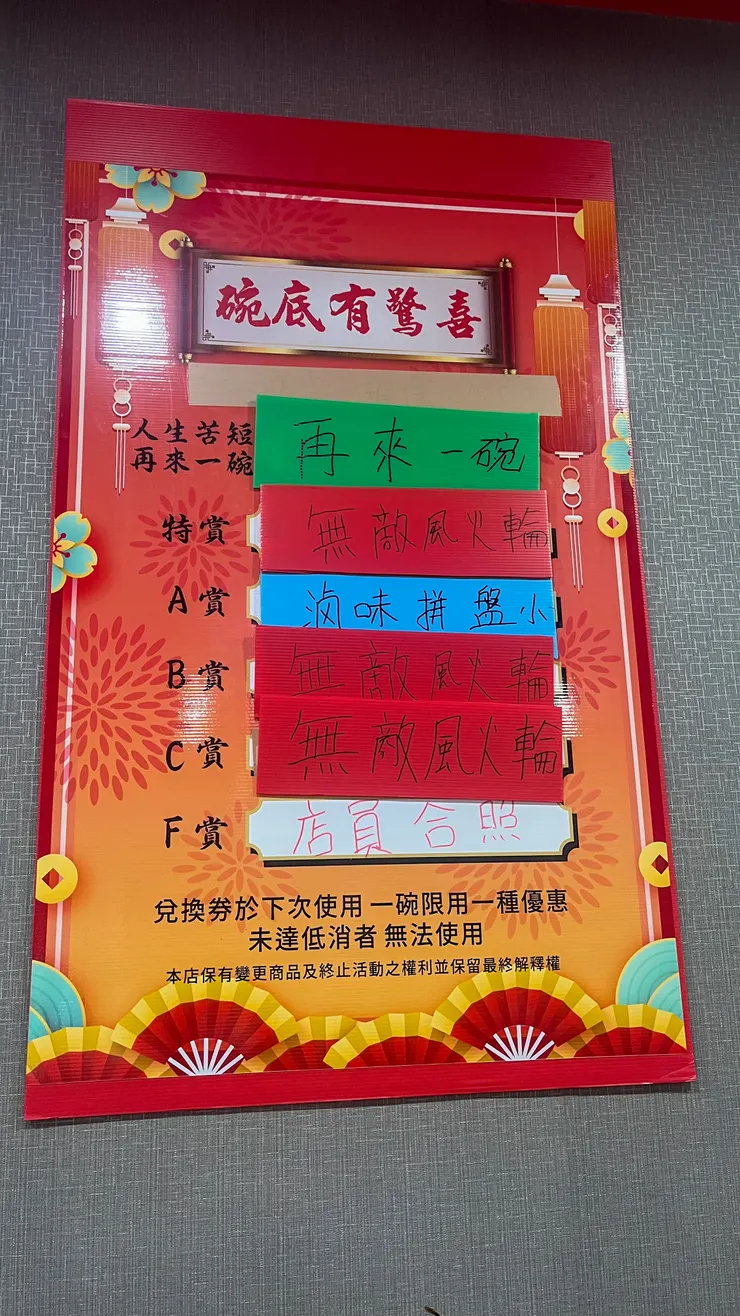 碗底有驚喜
人生苦短 再來一碗
再來一碗
特賞 無敵風火輪
A賞 滷味拼盤小
B賞 無敵風火輪
C賞 無敵風火輪
F賞 店員合照
兌換券於下次使用 一碗限用一種優惠
未達低消者 無法使用
本店保有變更商品及終止活動之權利並保留最終解釋權